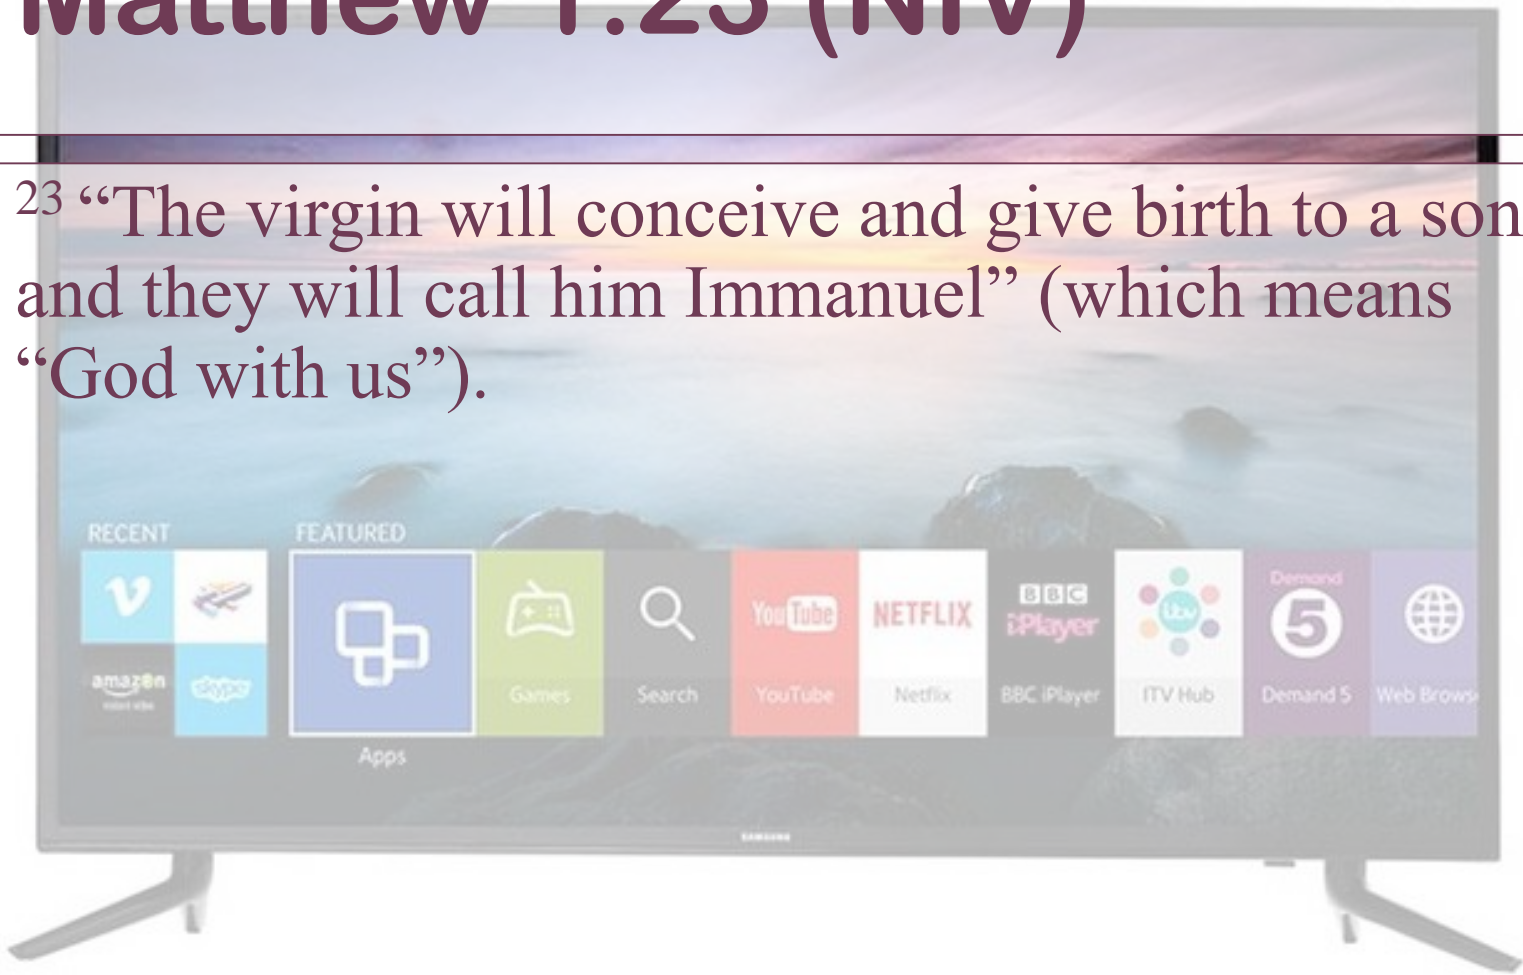 Matthew 1:23 (NIV)
23 “The virgin will conceive and give birth to a son
and they will call him Immanuel” (which means
“God with us”).
RECENT
FEATURED
amazon
skype
Games
Search
You Tube
YouTube
NETFLIX
Netflix
BBC
iPlayer
BBC iPlayer
itv
ITV Hub
Demand
5
Demand 5
Web Brows
Apps
SAMSUNG